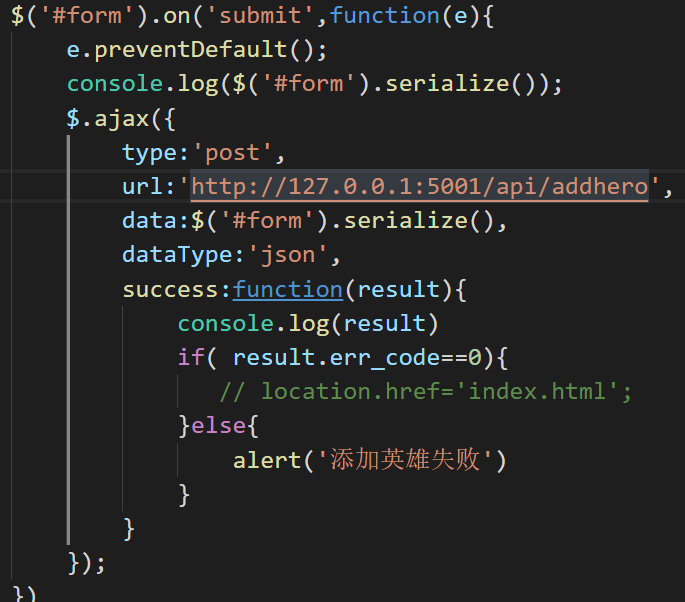 $('#form').on('submit',function(e){
e.preventDefault();
console.log($('#form').serialize());
$.ajax({
type:'post',
url:'http://127.0.0.1:5001/api/addhero',
data:$('#form').serialize(),
dataType:'json',
success:function(result){
console.log(result)
if( result.err_code==0){
// location.href='index.html';
}else{
alert('添加英雄失败')
}
}
});
})